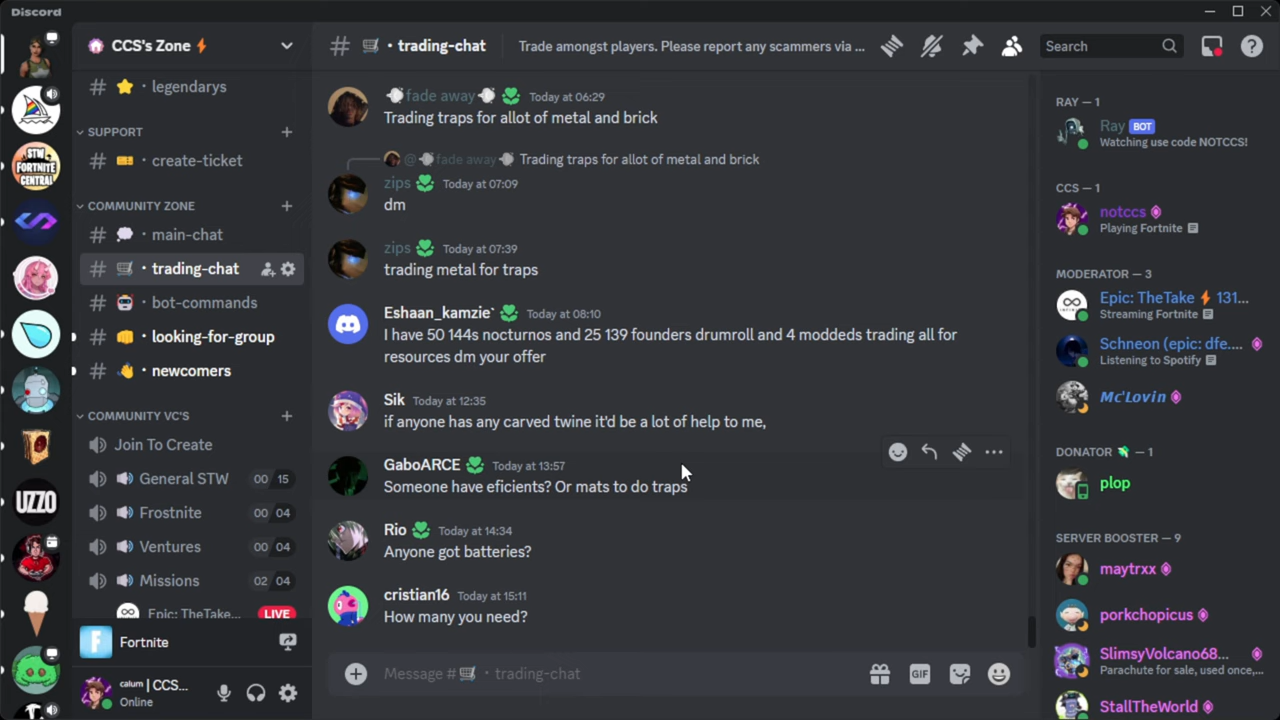 Discord
CCS's Zone
# · legendarys
SUPPORT
# · create-ticket
COMMUNITY ZONE
# · main-chat
# · trading-chat
# · bot-commands
# · looking-for-group
# · newcomers
COMMUNITY VC'S
Join To Create
General STW 00 15
Frostnite 00 04
Ventures 00 04
Missions 02 04
Epic: TheTake... LIVE
Fortnite
calum | CCS...
Online
STW
FORTNITE
CENTRAL
UZZO
# · trading-chat
Trade amongst players. Please report any scammers via ...
Search
fade away Today at 06:29
Trading traps for allot of metal and brick
@ fade away Trading traps for allot of metal and brick
zips Today at 07:09
dm
zips Today at 07:39
trading metal for traps
Eshaan_kamzie` Today at 08:10
I have 50 144s nocturnos and 25 139 founders drumroll and 4 moddeds trading all for
resources dm your offer
Sik Today at 12:35
if anyone has any carved twine it'd be a lot of help to me,
GaboARCE Today at 13:57
Someone have eficients? Or mats to do traps
Rio Today at 14:34
Anyone got batteries?
cristian16 Today at 15:11
How many you need?
Message # · trading-chat
GIF
RAY — 1
Ray BOT
Watching use code NOTCCS!
CCS — 1
notccs
Playing Fortnite
MODERATOR — 3
Epic: TheTake ⚡ 131...
Streaming Fortnite
Schneon (epic: dfe....
Listening to Spotify
Mc'Lovin
DONATOR — 1
plop
SERVER BOOSTER — 9
maytrxx
porkchopicus
SlimsyVolcano68...
Parachute for sale, used once,...
StallTheWorld